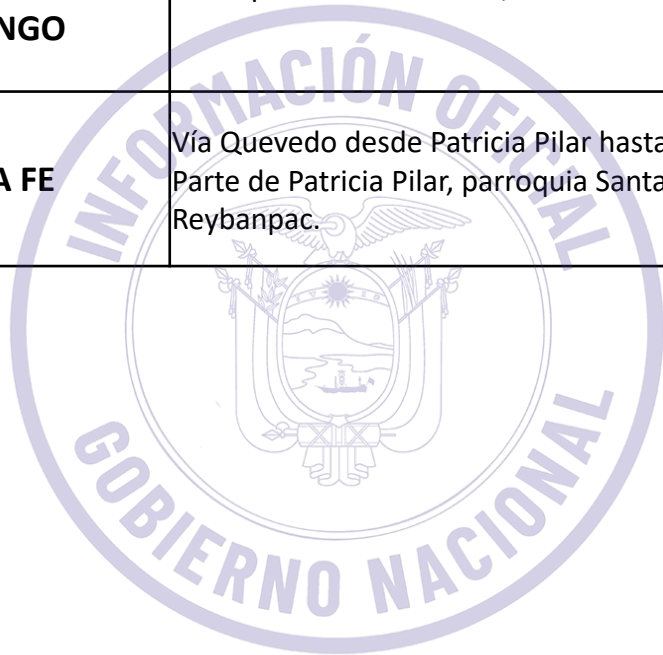 NGO
A FE
Vía Quevedo desde Patricia Pilar hasta
Parte de Patricia Pilar, parroquia Santa
Reybanpac.
INFORMACIÓN OFICIAL
GOBIERNO NACIONAL